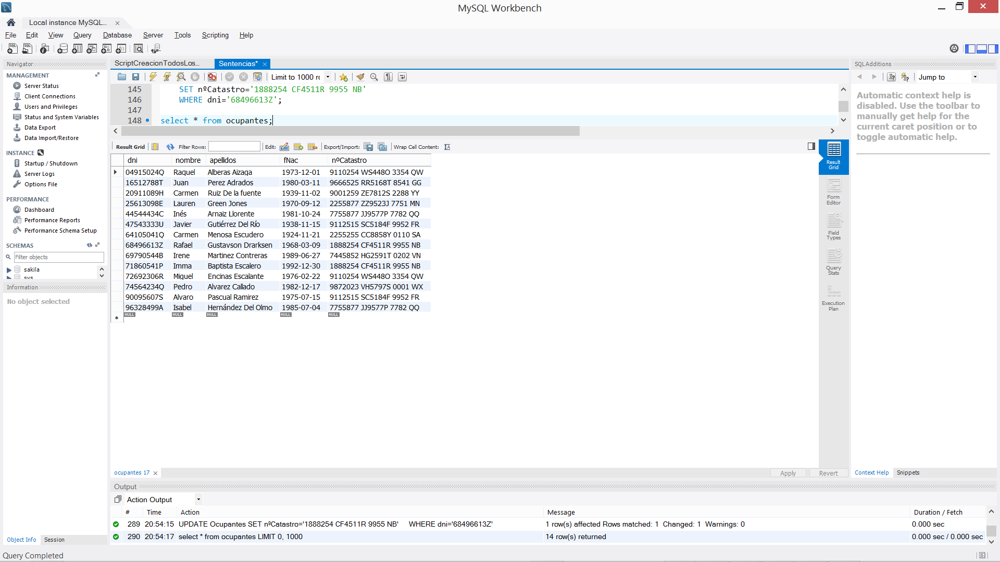 MySQL Workbench
Local instance MySQL...
File Edit View Query Database Server Tools Scripting Help
Navigator
MANAGEMENT
Server Status
Client Connections
Users and Privileges
Status and System Variables
Data Export
Data Import/Restore
INSTANCE
Startup / Shutdown
Server Logs
Options File
PERFORMANCE
Dashboard
Performance Reports
Performance Schema Setup
SCHEMAS
Filter objects
sakila
sys
Information
No object selected
Object Info Session
Query Completed
ScriptCreacionTodosLos... Sentencias*
Limit to 1000 r
145 SET nºCatastro='1888254 CF4511R 9955 NB'
146 WHERE dni='68496613Z';
147
148 select * from ocupantes;
Result Grid Filter Rows: Edit: Export/Import: Wrap Cell Content:
dni nombre apellidos fNac nºCatastro
04915024Q Raquel Alberas Aizaga 1973-12-01 9110254 WS448O 3354 QW
16512788T Juan Perez Adrados 1980-03-11 9666525 RR5168T 8541 GG
20911089H Carmen Ruiz De la fuente 1939-11-02 9001259 ZE7812S 2288 YY
25613098E Lauren Green Jones 1970-09-12 2255877 ZZ9523J 7751 MN
44544434C Inés Arnaiz Llorente 1981-10-24 7755877 JJ9577P 7782 QQ
47543333U Javier Gutiérrez Del Río 1938-11-15 9112515 SC5184F 9952 FR
64105041Q Carmen Menosa Escudero 1924-11-21 2255255 CC8858Y 0110 SA
68496613Z Rafael Gustavson Drarksen 1968-03-09 1888254 CF4511R 9955 NB
69790544B Irene Martinez Contreras 1989-06-27 7445852 HG2591T 0202 VN
71860541P Imma Baptista Escalero 1992-12-30 1888254 CF4511R 9955 NB
72692306R Miguel Encinas Escalante 1976-02-22 9110254 WS448O 3354 QW
74564234Q Pedro Alvarez Callado 1982-12-17 9872023 VH5797S 0001 WX
90095607S Alvaro Pascual Ramirez 1975-07-15 9112515 SC5184F 9952 FR
96328499A Isabel Hernández Del Olmo 1985-07-04 7755877 JJ9577P 7782 QQ
NULL NULL NULL NULL NULL
Result
Grid
Form
Editor
Field
Types
Query
Stats
Execution
Plan
ocupantes 17
Apply Revert
SQLAdditions
Jump to
Automatic context help is
disabled. Use the toolbar to
manually get help for the
current caret position or to
toggle automatic help.
Context Help Snippets
Output
Action Output
# Time Action Message Duration / Fetch
289 20:54:15 UPDATE Ocupantes SET nºCatastro='1888254 CF4511R 9955 NB' WHERE dni='68496613Z' 1 row(s) affected Rows matched: 1 Changed: 1 Warnings: 0 0.000 sec
290 20:54:17 select * from ocupantes LIMIT 0, 1000 14 row(s) returned 0.000 sec / 0.000 sec